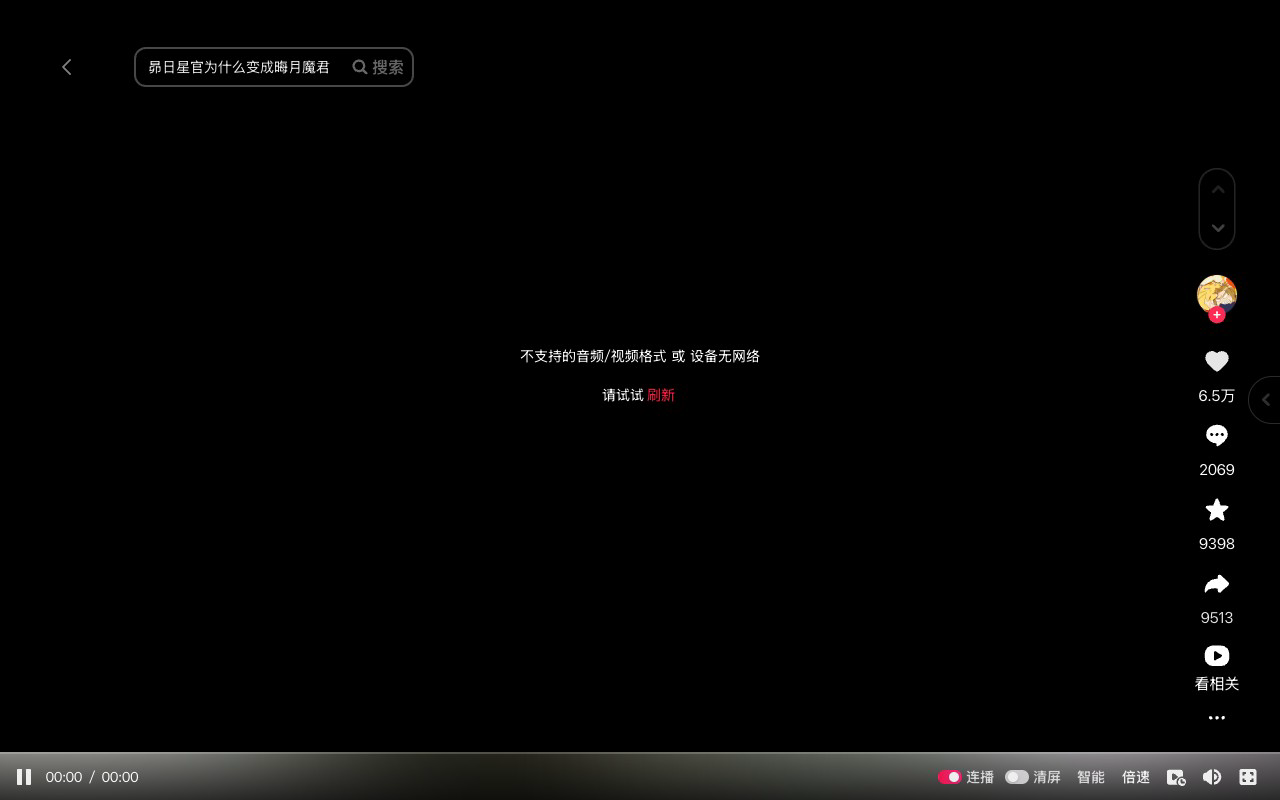 昴日星官为什么变成晦月魔君 搜索
不支持的音频/视频格式 或 设备无网络
请试试 刷新
6.5万
2069
9398
9513
看相关
00:00 / 00:00 连播 清屏 智能 倍速